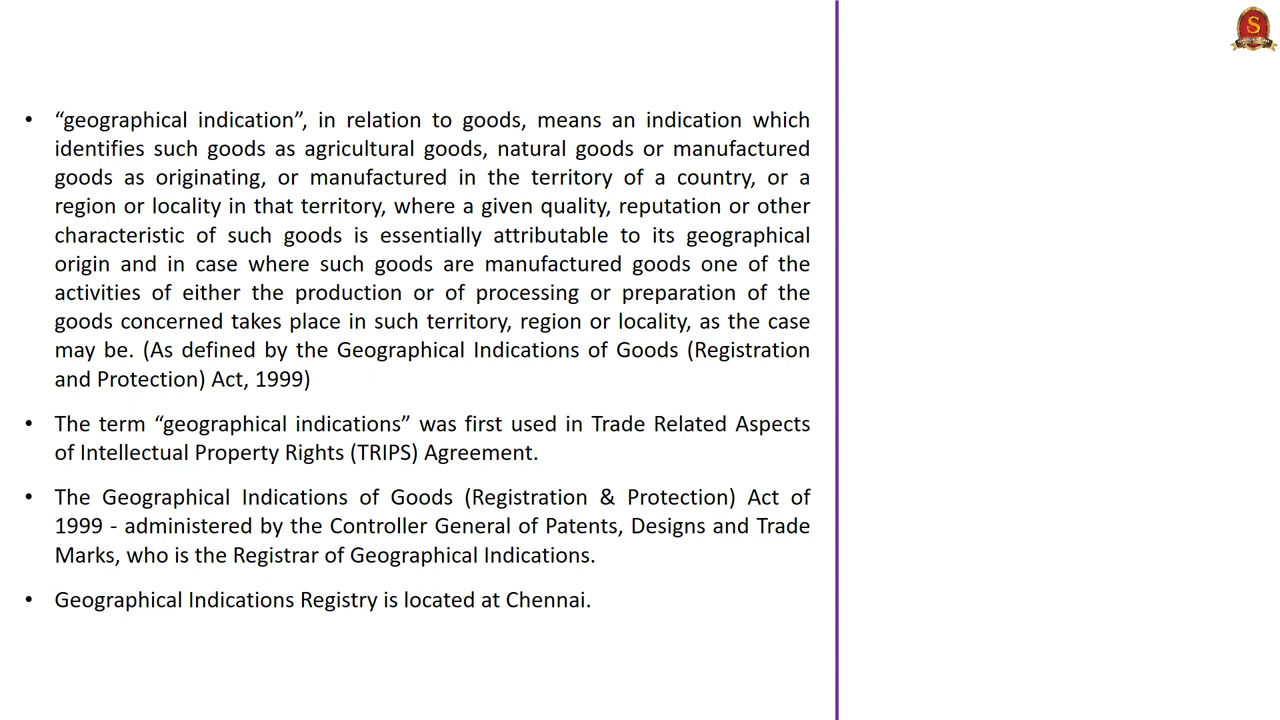 • “geographical indication”, in relation to goods, means an indication which
identifies such goods as agricultural goods, natural goods or manufactured
goods as originating, or manufactured in the territory of a country, or a
region or locality in that territory, where a given quality, reputation or other
characteristic of such goods is essentially attributable to its geographical
origin and in case where such goods are manufactured goods one of the
activities of either the production or of processing or preparation of the
goods concerned takes place in such territory, region or locality, as the case
may be. (As defined by the Geographical Indications of Goods (Registration
and Protection) Act, 1999)
• The term “geographical indications” was first used in Trade Related Aspects
of Intellectual Property Rights (TRIPS) Agreement.
• The Geographical Indications of Goods (Registration & Protection) Act of
1999 - administered by the Controller General of Patents, Designs and Trade
Marks, who is the Registrar of Geographical Indications.
• Geographical Indications Registry is located at Chennai.
S